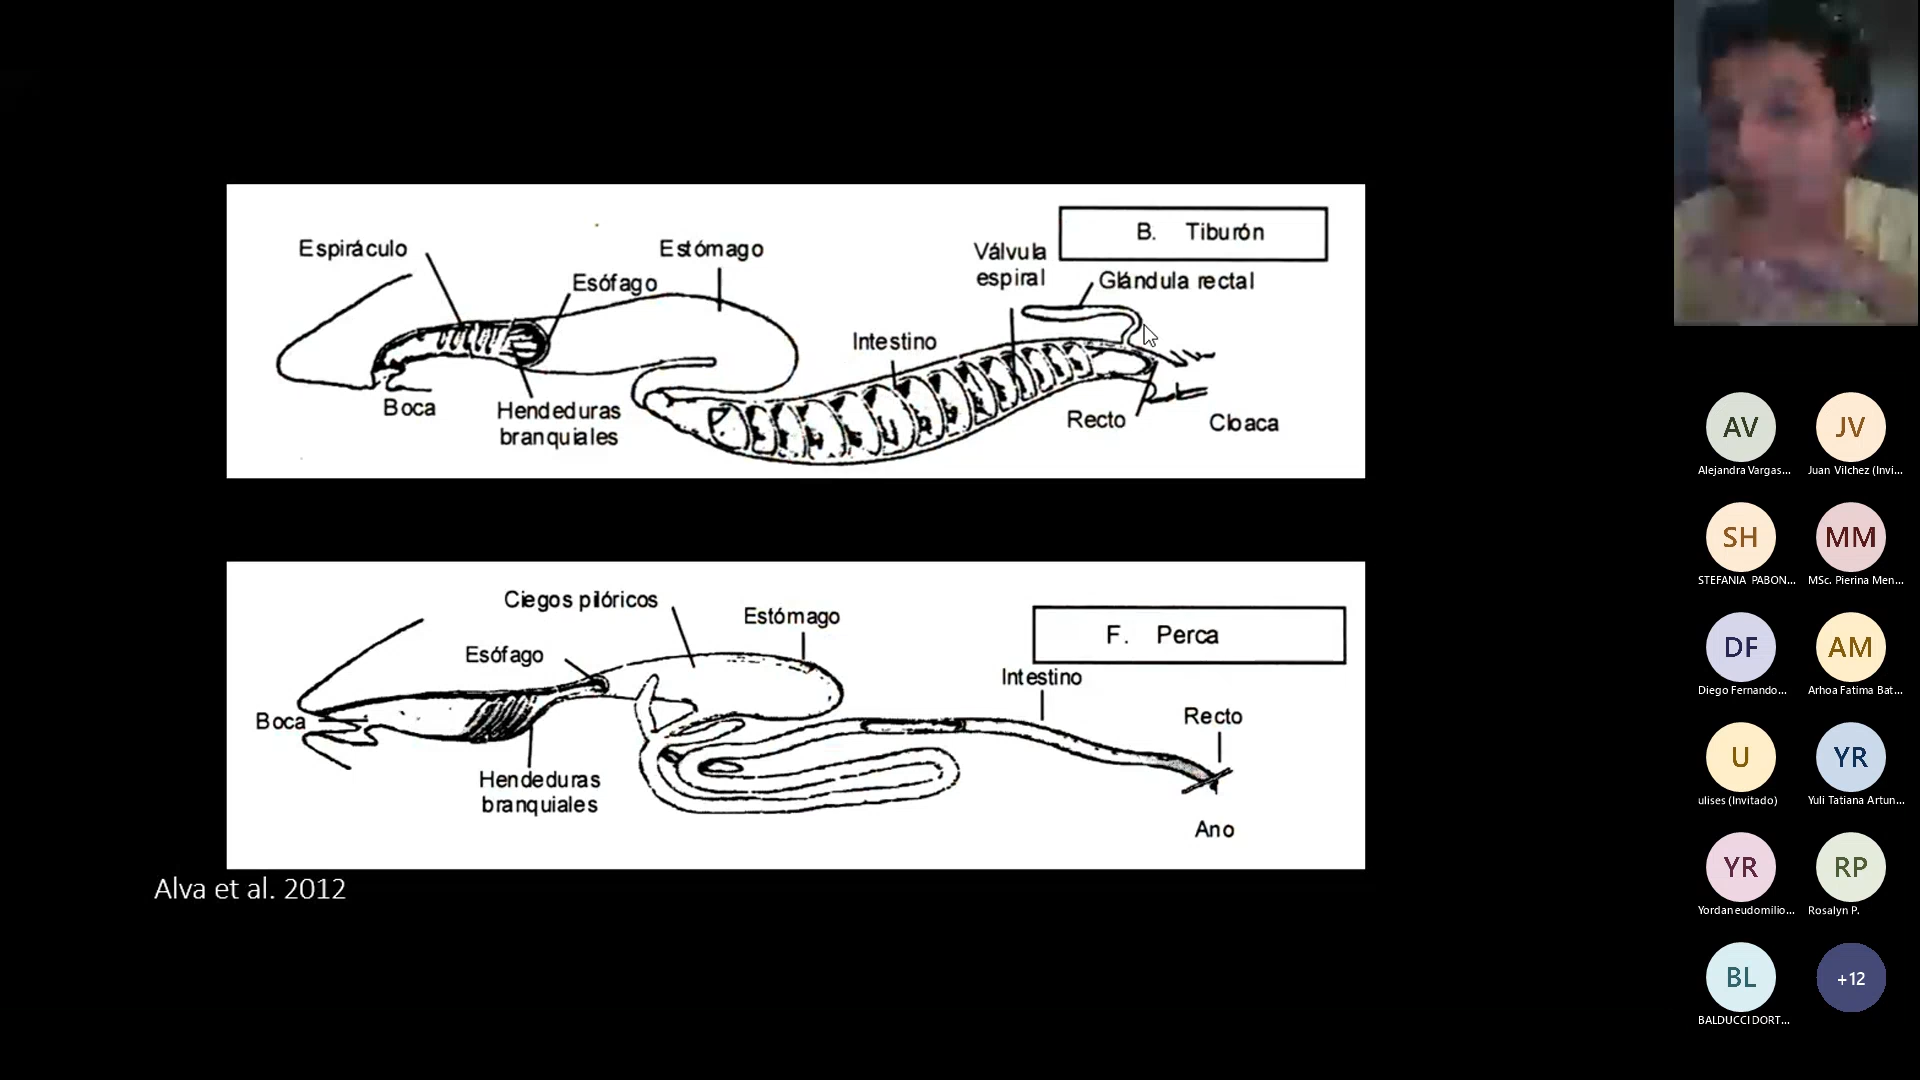 B. Tiburón
Espiráculo
Estómago
Válvula
espiral
Glándula rectal
Esófago
Intestino
Boca
Hendeduras
branquiales
Recto
Cloaca
Ciegos pilóricos
Estómago
F. Perca
Esófago
Intestino
Boca
Recto
Hendeduras
branquiales
Ano
Alva et al. 2012
AV
JV
Alejandra Vargas...
Juan Vilchez (Invi...
SH
MM
STEFANIA PABON...
MSc. Pierina Men...
DF
AM
Diego Fernando...
Arhoa Fatima Bat...
U
YR
ulises (Invitado)
Yuli Tatiana Artun...
YR
RP
Yordan eudomilio...
Rosalyn P.
BL
+12
BALDUCCI DORT...